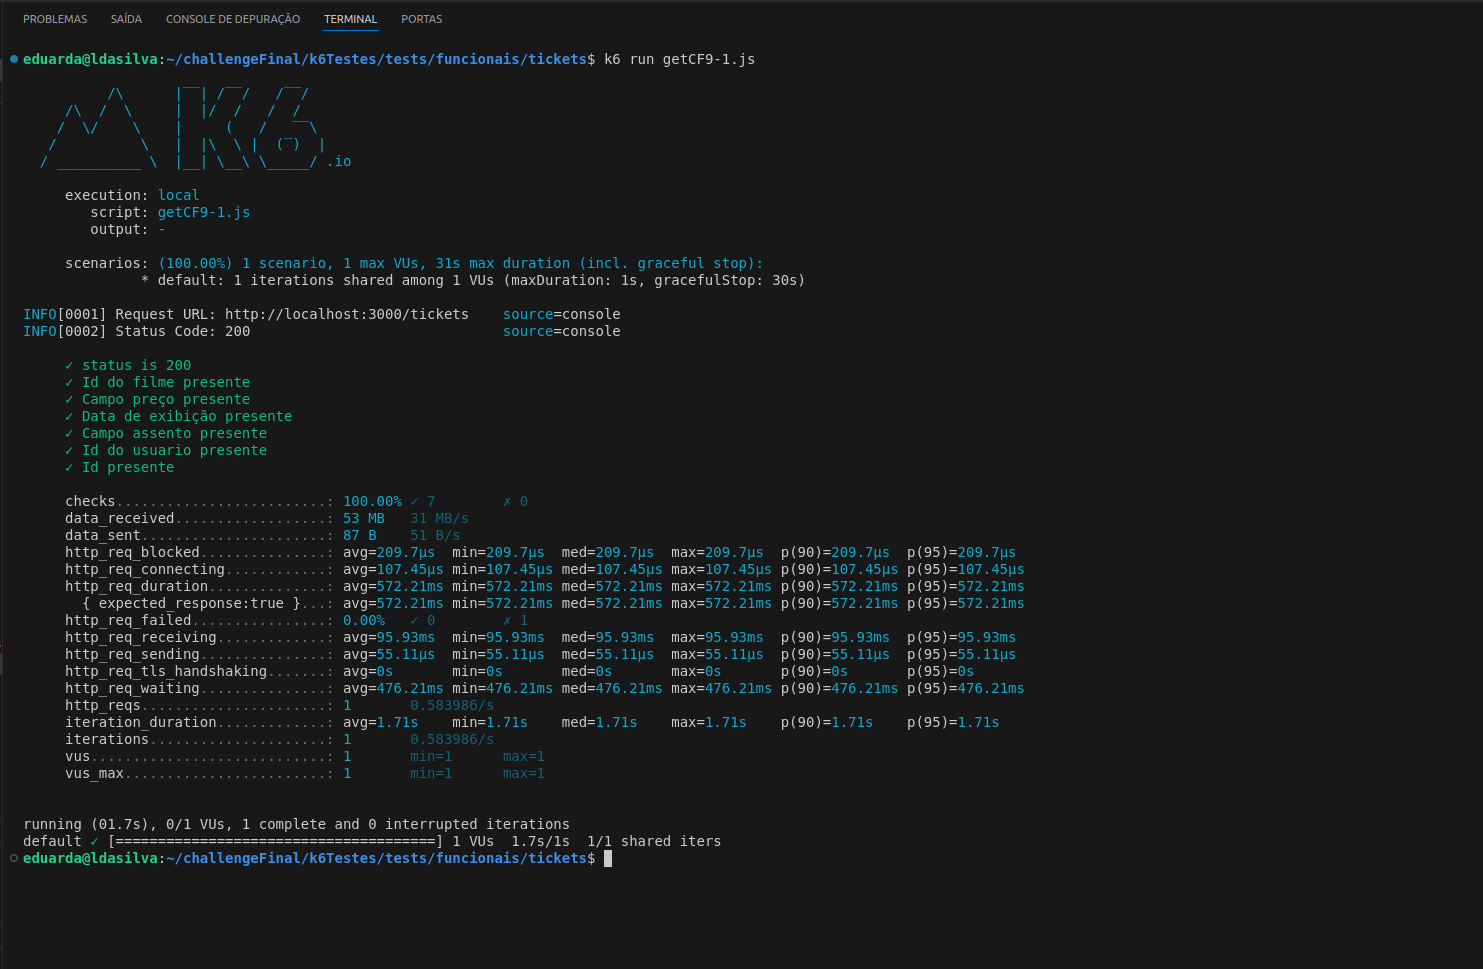 PROBLEMAS SAÍDA CONSOLE DE DEPURAÇÃO TERMINAL PORTAS
eduarda@ldasilva:~/challengeFinal/k6Testes/tests/funcionais/tickets$ k6 run getCF9-1.js
.io
execution: local
script: getCF9-1.js
output: -
scenarios: (100.00%) 1 scenario, 1 max VUs, 31s max duration (incl. graceful stop):
* default: 1 iterations shared among 1 VUs (maxDuration: 1s, gracefulStop: 30s)
INFO[0001] Request URL: http://localhost:3000/tickets source=console
INFO[0002] Status Code: 200 source=console
✓ status is 200
✓ Id do filme presente
✓ Campo preço presente
✓ Data de exibição presente
✓ Campo assento presente
✓ Id do usuario presente
✓ Id presente
checks.........................: 100.00% ✓ 7 ✗ 0
data_received..................: 53 MB 31 MB/s
data_sent......................: 87 B 51 B/s
http_req_blocked...............: avg=209.7µs min=209.7µs med=209.7µs max=209.7µs p(90)=209.7µs p(95)=209.7µs
http_req_connecting............: avg=107.45µs min=107.45µs med=107.45µs max=107.45µs p(90)=107.45µs p(95)=107.45µs
http_req_duration..............: avg=572.21ms min=572.21ms med=572.21ms max=572.21ms p(90)=572.21ms p(95)=572.21ms
{ expected_response:true }...: avg=572.21ms min=572.21ms med=572.21ms max=572.21ms p(90)=572.21ms p(95)=572.21ms
http_req_failed................: 0.00% ✓ 0 ✗ 1
http_req_receiving.............: avg=95.93ms min=95.93ms med=95.93ms max=95.93ms p(90)=95.93ms p(95)=95.93ms
http_req_sending...............: avg=55.11µs min=55.11µs med=55.11µs max=55.11µs p(90)=55.11µs p(95)=55.11µs
http_req_tls_handshaking.......: avg=0s min=0s med=0s max=0s p(90)=0s p(95)=0s
http_req_waiting...............: avg=476.21ms min=476.21ms med=476.21ms max=476.21ms p(90)=476.21ms p(95)=476.21ms
http_reqs......................: 1 0.583986/s
iteration_duration.............: avg=1.71s min=1.71s med=1.71s max=1.71s p(90)=1.71s p(95)=1.71s
iterations.....................: 1 0.583986/s
vus............................: 1 min=1 max=1
vus_max........................: 1 min=1 max=1
running (01.7s), 0/1 VUs, 1 complete and 0 interrupted iterations
default ✓ [======================================] 1 VUs 1.7s/1s 1/1 shared iters
eduarda@ldasilva:~/challengeFinal/k6Testes/tests/funcionais/tickets$